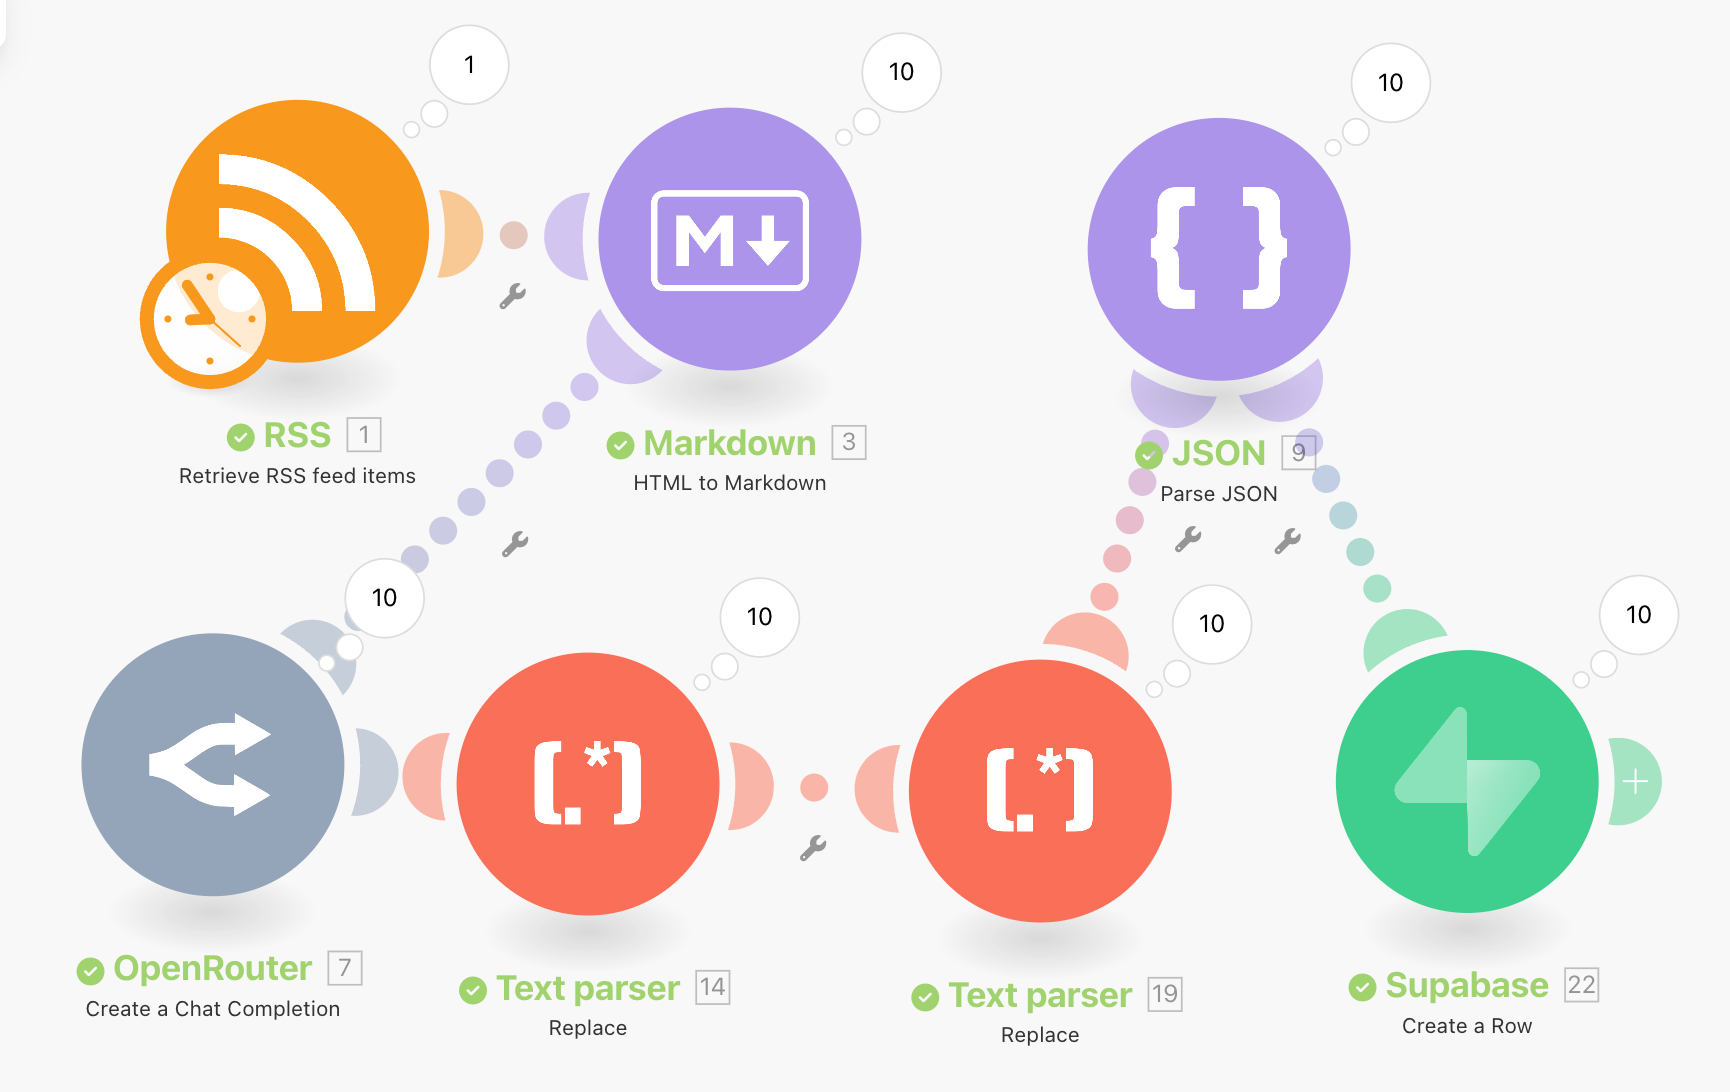 1
10
10
M
{ }
RSS 1
Retrieve RSS feed items
Markdown 3
HTML to Markdown
JSON 9
Parse JSON
10
10
10
10
[.*]
[.*]
OpenRouter 7
Create a Chat Completion
Text parser 14
Replace
Text parser 19
Replace
Supabase 22
Create a Row